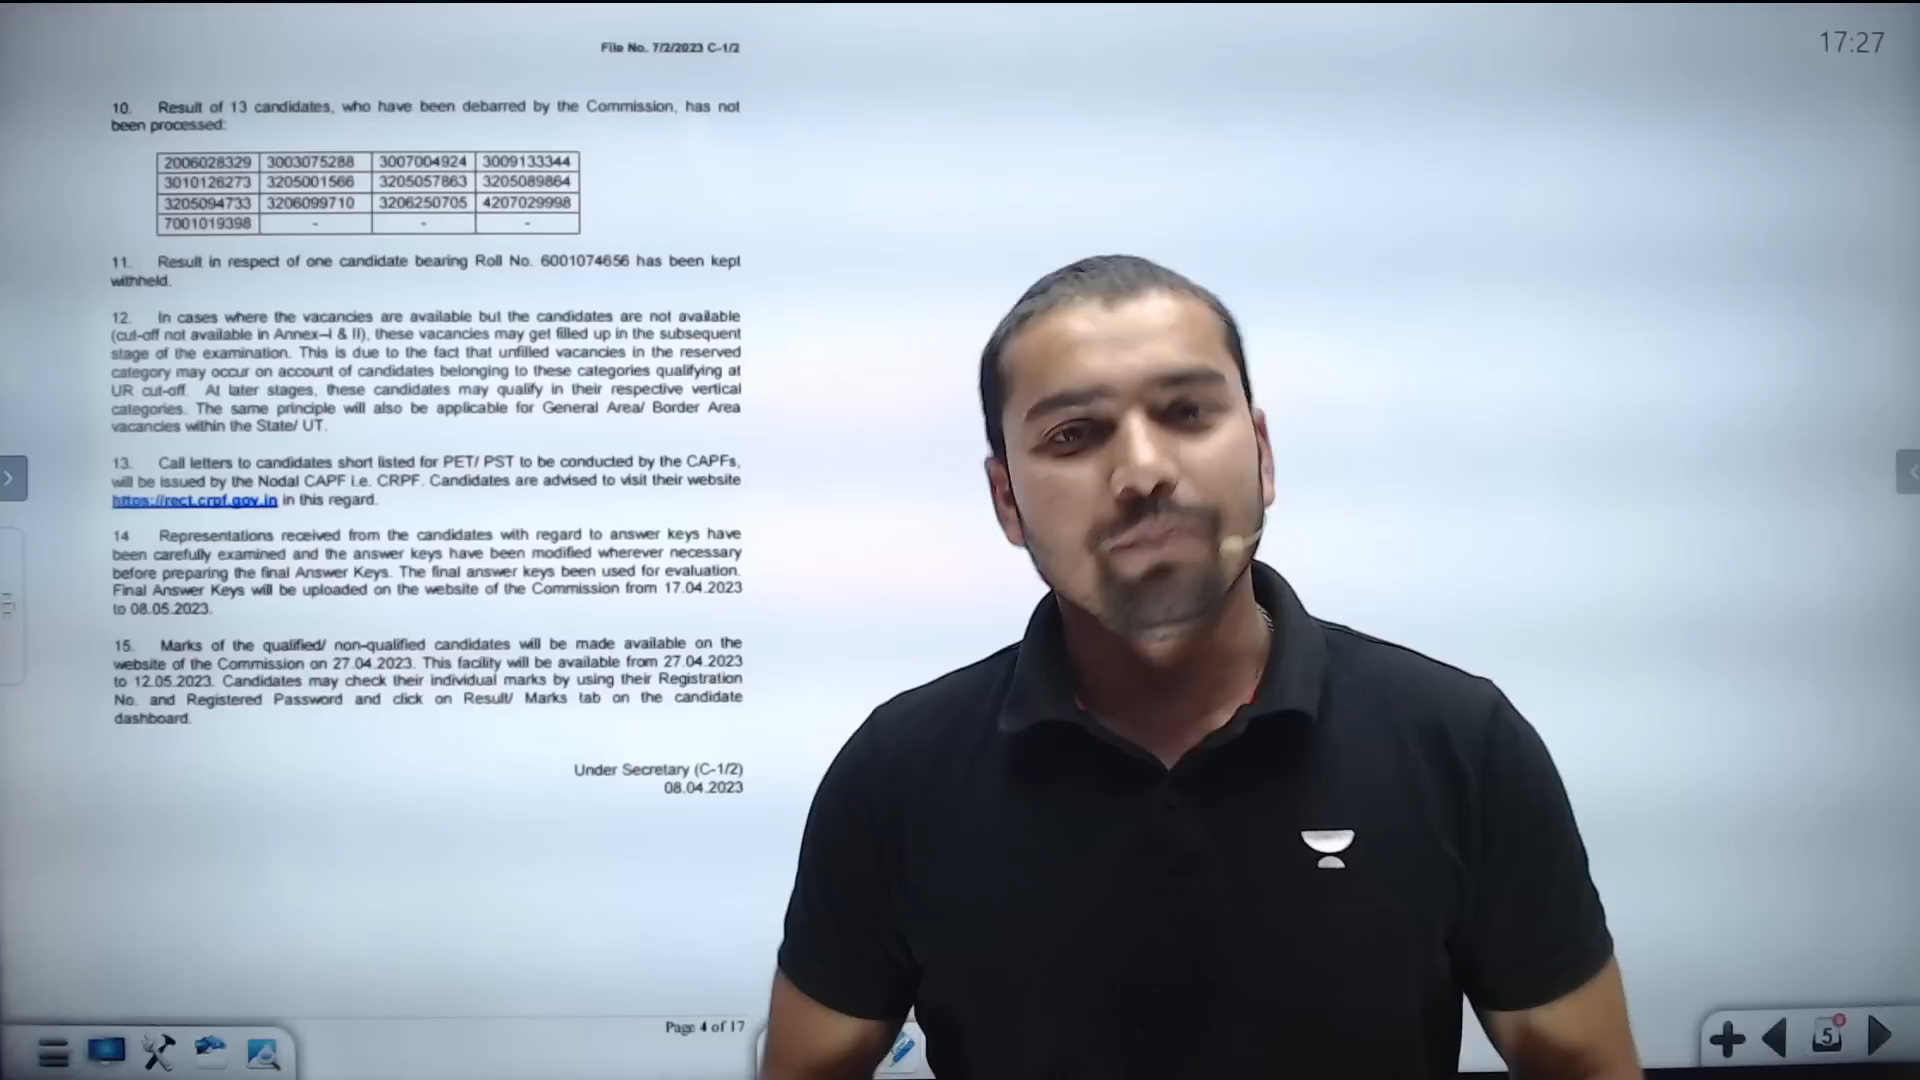 File No. 7/2/2023 C-1/2
17:27
10. Result of 13 candidates, who have been debarred by the Commission, has not
been processed:
2006028329 3003075288 3007004924 3009133344
3010126273 3205001566 3205057863 3205089864
3205094733 3206099710 3206250705 4207029998
7001019398 - - -
11. Result in respect of one candidate bearing Roll No. 6001074656 has been kept
withheld.
12. In cases where the vacancies are available but the candidates are not available
(cut-off not available in Annex–I & II), these vacancies may get filled up in the subsequent
stage of the examination. This is due to the fact that unfilled vacancies in the reserved
category may occur on account of candidates belonging to these categories qualifying at
UR cut-off. At later stages, these candidates may qualify in their respective vertical
categories. The same principle will also be applicable for General Area/ Border Area
vacancies within the State/ UT.
13. Call letters to candidates short listed for PET/ PST to be conducted by the CAPFs,
will be issued by the Nodal CAPF i.e. CRPF. Candidates are advised to visit their website
https://rect.crpf.gov.in in this regard.
14 Representations received from the candidates with regard to answer keys have
been carefully examined and the answer keys have been modified wherever necessary
before preparing the final Answer Keys. The final answer keys been used for evaluation.
Final Answer Keys will be uploaded on the website of the Commission from 17.04.2023
to 08.05.2023.
15. Marks of the qualified/ non-qualified candidates will be made available on the
website of the Commission on 27.04.2023. This facility will be available from 27.04.2023
to 12.05.2023. Candidates may check their individual marks by using their Registration
No. and Registered Password and click on Result/ Marks tab on the candidate
dashboard.
Under Secretary (C-1/2)
08.04.2023
Page 4 of 17
5